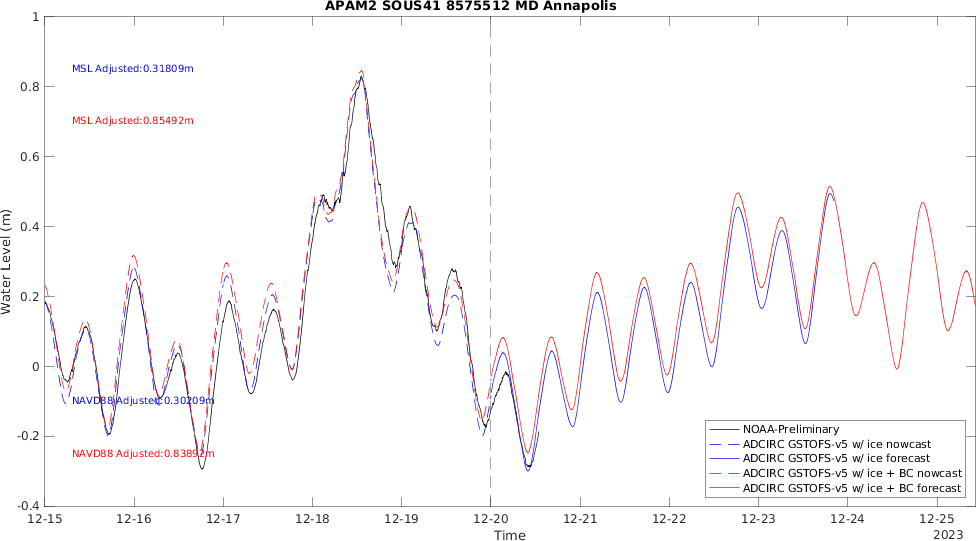 APAM2 SOUS41 8575512 MD Annapolis
1
0.8
0.6
0.4
0.2
0
-0.2
-0.4
Water Level (m)
MSL Adjusted:0.31809m
MSL Adjusted:0.85492m
NAVD88 Adjusted:0.30209m
NAVD88 Adjusted:0.83892m
NOAA-Preliminary
ADCIRC GSTOFS-v5 w/ ice nowcast
ADCIRC GSTOFS-v5 w/ ice forecast
ADCIRC GSTOFS-v5 w/ ice + BC nowcast
ADCIRC GSTOFS-v5 w/ ice + BC forecast
12-15 12-16 12-17 12-18 12-19 12-20 12-21 12-22 12-23 12-24 12-25
Time
2023